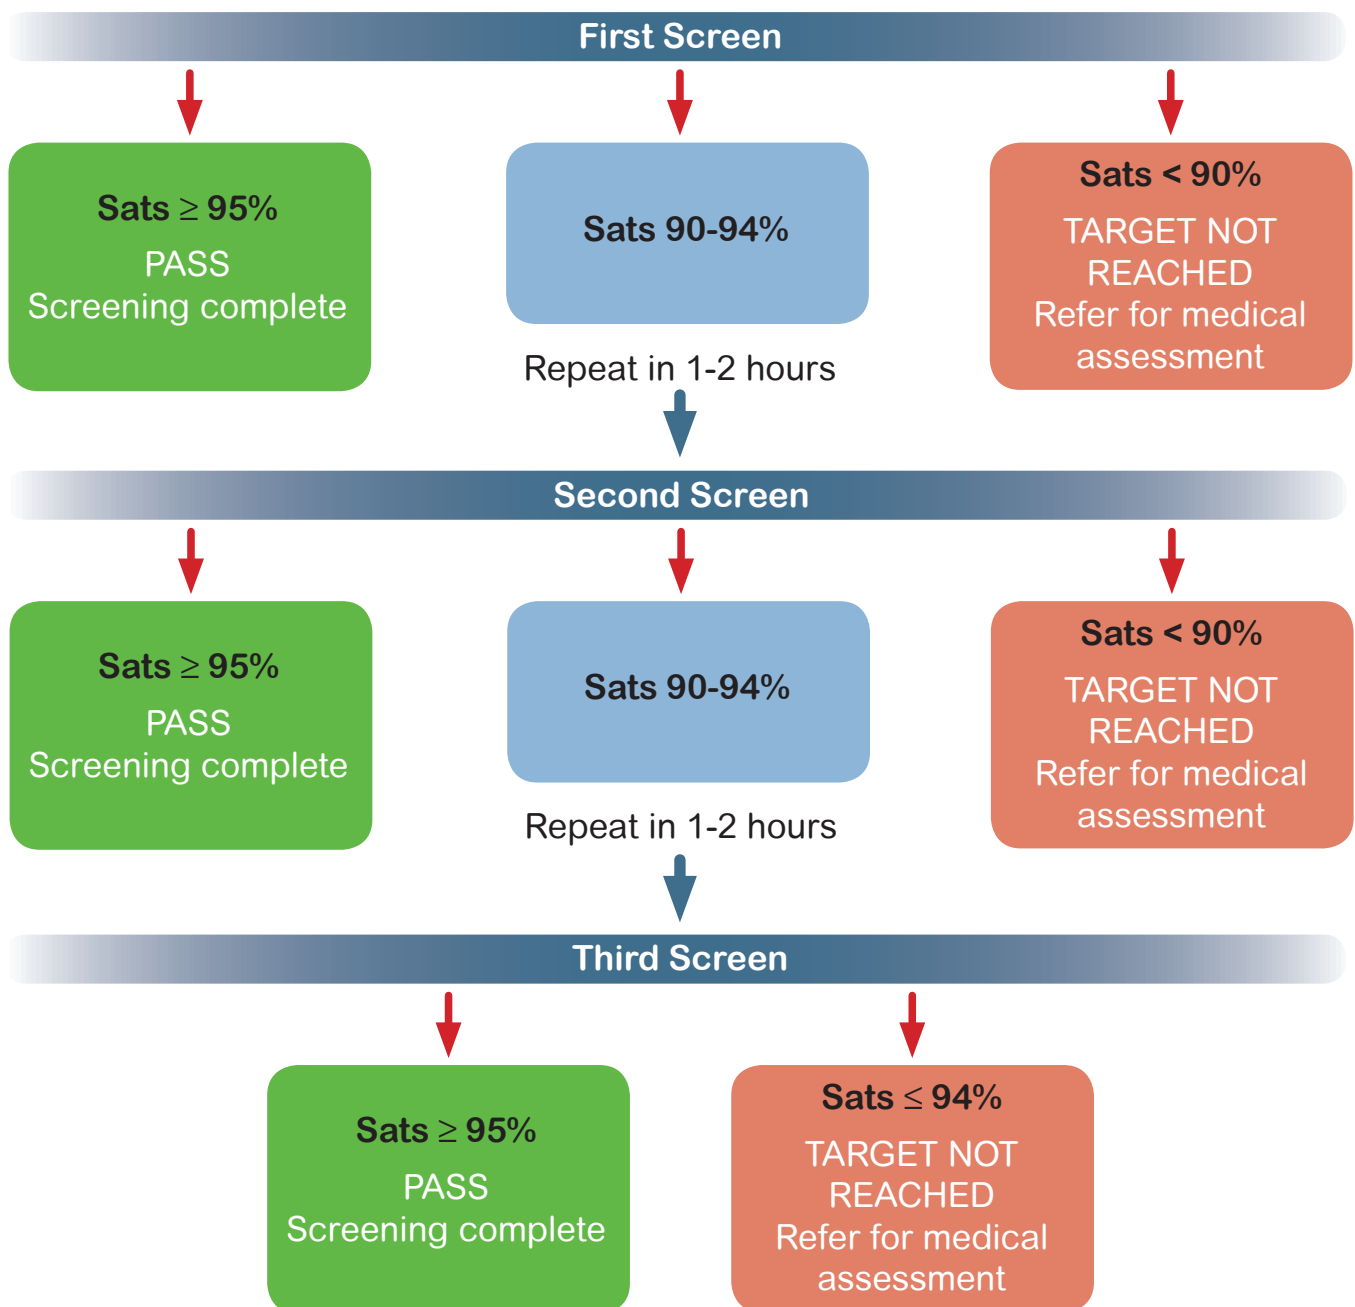 First Screen
Sats ≥ 95%
PASS
Screening complete
Sats 90-94%
Repeat in 1-2 hours
Sats < 90%
TARGET NOT
REACHED
Refer for medical
assessment
Second Screen
Sats ≥ 95%
PASS
Screening complete
Sats 90-94%
Repeat in 1-2 hours
Sats < 90%
TARGET NOT
REACHED
Refer for medical
assessment
Third Screen
Sats ≥ 95%
PASS
Screening complete
Sats ≤ 94%
TARGET NOT
REACHED
Refer for medical
assessment